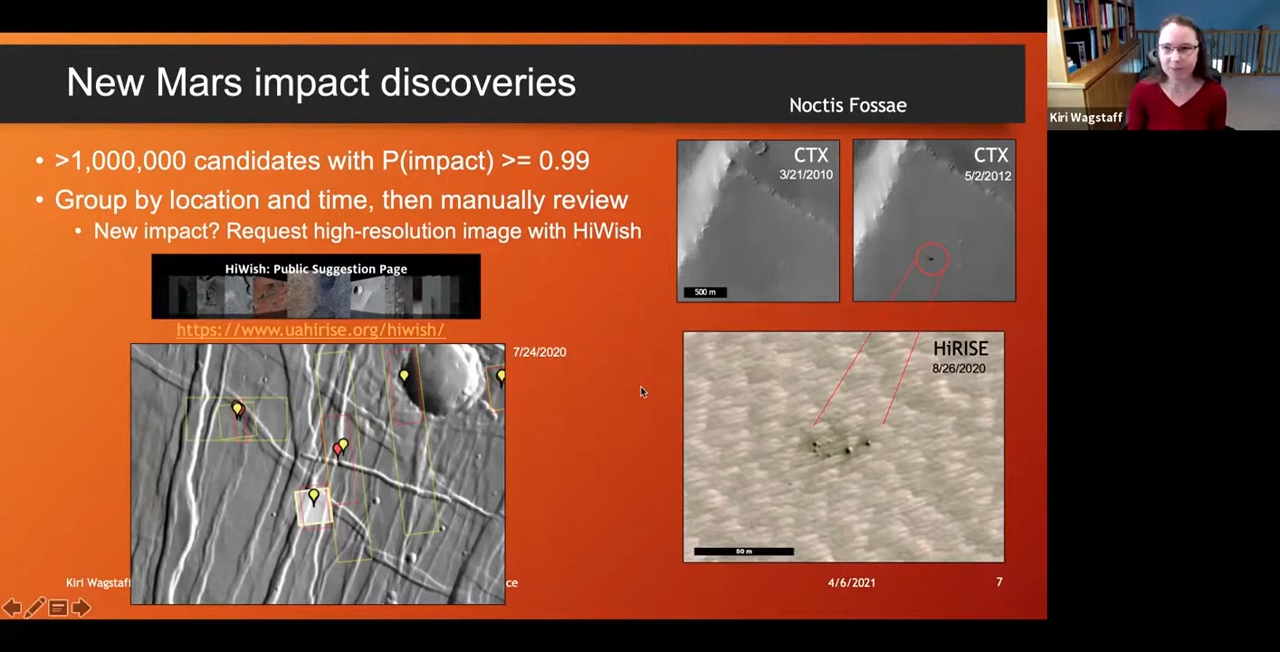 New Mars impact discoveries
Noctis Fossae
• >1,000,000 candidates with P(impact) >= 0.99
• Group by location and time, then manually review
• New impact? Request high-resolution image with HiWish
HiWish: Public Suggestion Page
https://www.uahirise.org/hiwish/
7/24/2020
CTX
3/21/2010
500 m
CTX
5/2/2012
HiRISE
8/26/2020
50 m
Kiri Wagstaff
ce
4/6/2021
7
Kiri Wagstaff